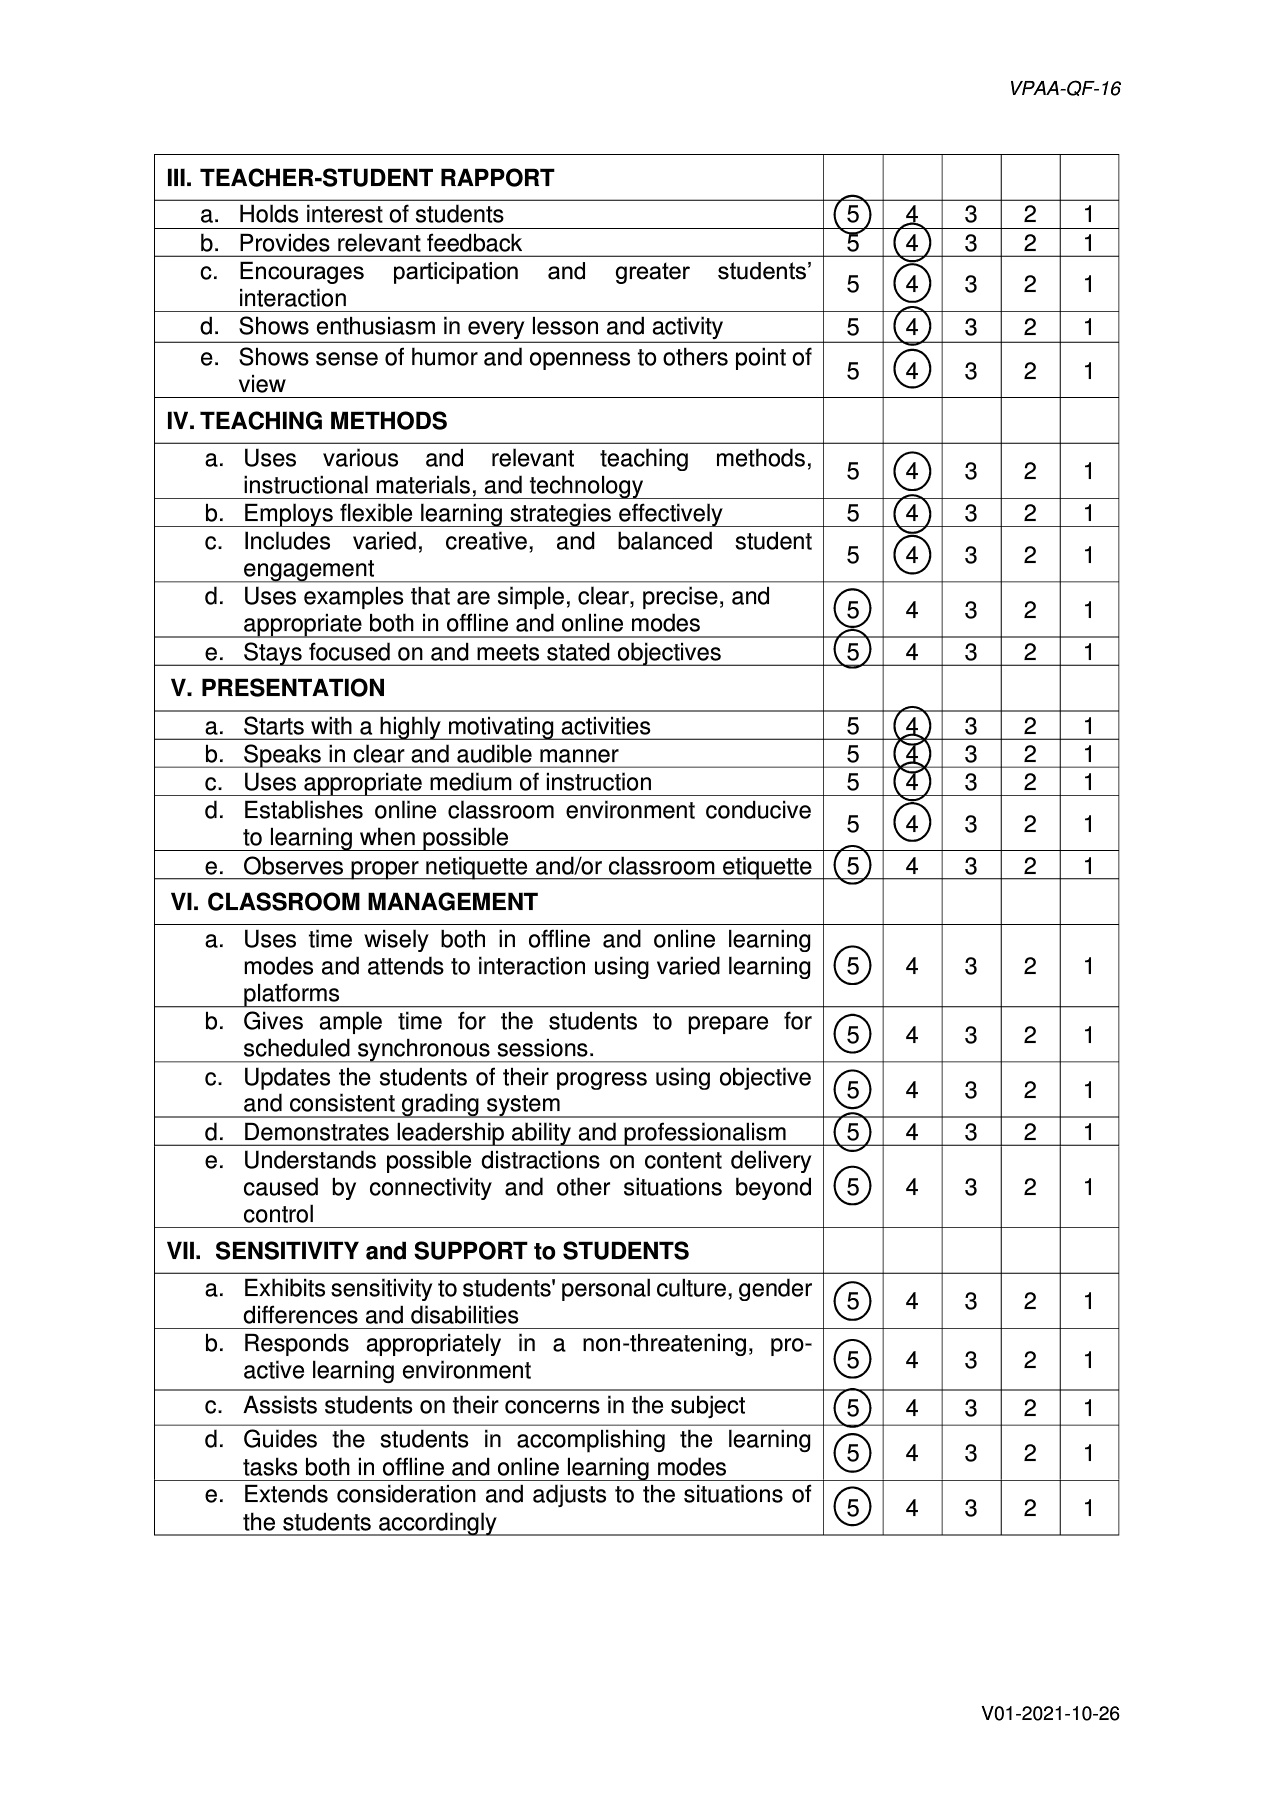 VPAA-QF-16
III. TEACHER-STUDENT RAPPORT
a. Holds interest of students 5 4 3 2 1
b. Provides relevant feedback 5 4 3 2 1
c. Encourages participation and greater students’
interaction 5 4 3 2 1
d. Shows enthusiasm in every lesson and activity 5 4 3 2 1
e. Shows sense of humor and openness to others point of
view 5 4 3 2 1
IV. TEACHING METHODS
a. Uses various and relevant teaching methods,
instructional materials, and technology 5 4 3 2 1
b. Employs flexible learning strategies effectively 5 4 3 2 1
c. Includes varied, creative, and balanced student
engagement 5 4 3 2 1
d. Uses examples that are simple, clear, precise, and
appropriate both in offline and online modes 5 4 3 2 1
e. Stays focused on and meets stated objectives 5 4 3 2 1
V. PRESENTATION
a. Starts with a highly motivating activities 5 4 3 2 1
b. Speaks in clear and audible manner 5 4 3 2 1
c. Uses appropriate medium of instruction 5 4 3 2 1
d. Establishes online classroom environment conducive
to learning when possible 5 4 3 2 1
e. Observes proper netiquette and/or classroom etiquette 5 4 3 2 1
VI. CLASSROOM MANAGEMENT
a. Uses time wisely both in offline and online learning
modes and attends to interaction using varied learning 5 4 3 2 1
platforms
b. Gives ample time for the students to prepare for
scheduled synchronous sessions. 5 4 3 2 1
c. Updates the students of their progress using objective
and consistent grading system 5 4 3 2 1
d. Demonstrates leadership ability and professionalism 5 4 3 2 1
e. Understands possible distractions on content delivery
caused by connectivity and other situations beyond 5 4 3 2 1
control
VII. SENSITIVITY and SUPPORT to STUDENTS
a. Exhibits sensitivity to students' personal culture, gender
differences and disabilities 5 4 3 2 1
b. Responds appropriately in a non-threatening, pro-
active learning environment 5 4 3 2 1
c. Assists students on their concerns in the subject 5 4 3 2 1
d. Guides the students in accomplishing the learning
tasks both in offline and online learning modes 5 4 3 2 1
e. Extends consideration and adjusts to the situations of
the students accordingly 5 4 3 2 1
V01-2021-10-26